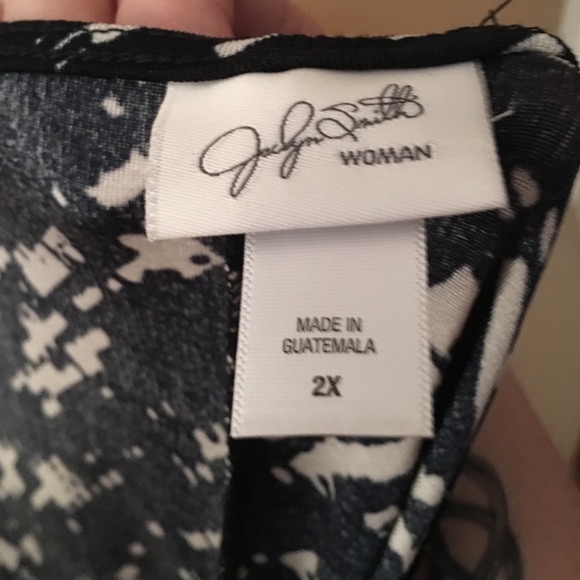 Jaclyn Smith
WOMAN
MADE IN
GUATEMALA
2X